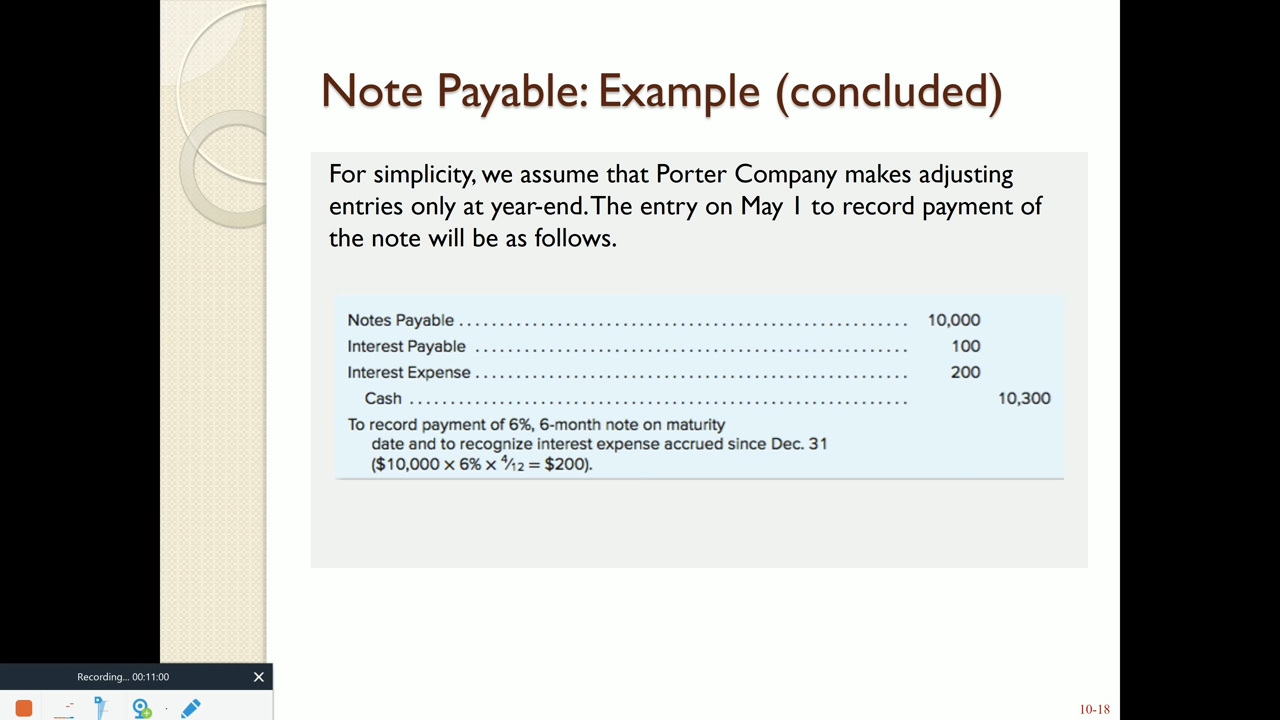 Note Payable: Example (concluded)
For simplicity, we assume that Porter Company makes adjusting
entries only at year-end. The entry on May 1 to record payment of
the note will be as follows.
Notes Payable ........................................................ 10,000
Interest Payable ...................................................... 100
Interest Expense ...................................................... 200
Cash .............................................................. 10,300
To record payment of 6%, 6-month note on maturity
date and to recognize interest expense accrued since Dec. 31
($10,000 x 6% x 4/12 = $200).
Recording... 00:11:00
10-18